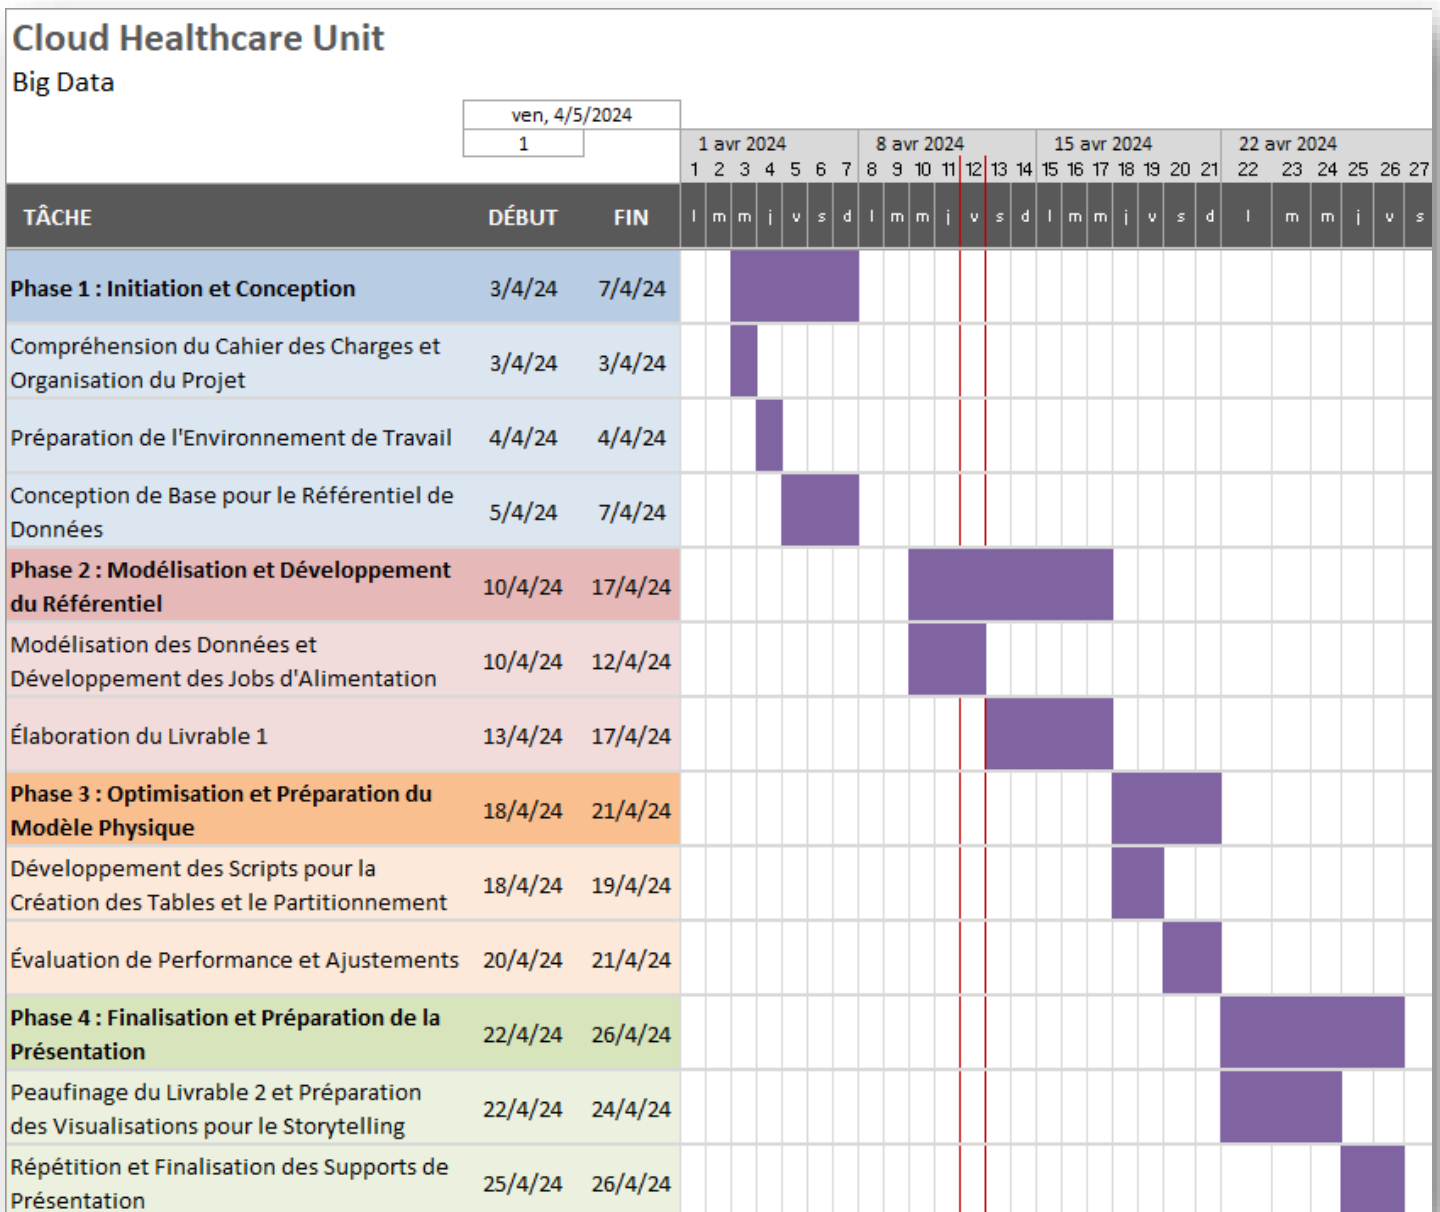 Cloud Healthcare Unit
Big Data
ven, 4/5/2024
1
1 avr 2024 8 avr 2024 15 avr 2024 22 avr 2024
1 2 3 4 5 6 7 8 9 10 11 12 13 14 15 16 17 18 19 20 21 22 23 24 25 26 27
TÂCHE DÉBUT FIN l m m j v s d l m m j v s d l m m j v s d l m m j v s
Phase 1 : Initiation et Conception 3/4/24 7/4/24
Compréhension du Cahier des Charges et
Organisation du Projet 3/4/24 3/4/24
Préparation de l'Environnement de Travail 4/4/24 4/4/24
Conception de Base pour le Référentiel de
Données 5/4/24 7/4/24
Phase 2 : Modélisation et Développement
du Référentiel 10/4/24 17/4/24
Modélisation des Données et
Développement des Jobs d'Alimentation 10/4/24 12/4/24
Élaboration du Livrable 1 13/4/24 17/4/24
Phase 3 : Optimisation et Préparation du
Modèle Physique 18/4/24 21/4/24
Développement des Scripts pour la
Création des Tables et le Partitionnement 18/4/24 19/4/24
Évaluation de Performance et Ajustements 20/4/24 21/4/24
Phase 4 : Finalisation et Préparation de la
Présentation 22/4/24 26/4/24
Peaufinage du Livrable 2 et Préparation
des Visualisations pour le Storytelling 22/4/24 24/4/24
Répétition et Finalisation des Supports de
Présentation 25/4/24 26/4/24